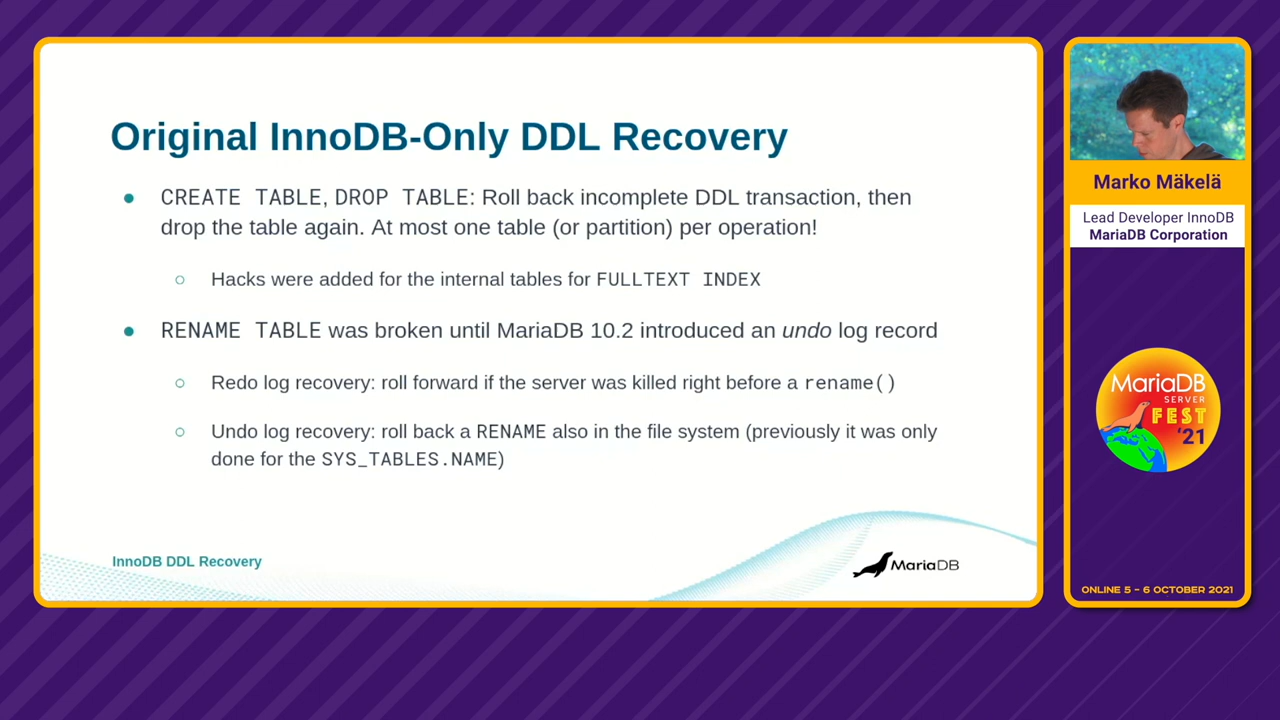 Original InnoDB-Only DDL Recovery
● CREATE TABLE, DROP TABLE: Roll back incomplete DDL transaction, then
drop the table again. At most one table (or partition) per operation!
○ Hacks were added for the internal tables for FULLTEXT INDEX
● RENAME TABLE was broken until MariaDB 10.2 introduced an undo log record
○ Redo log recovery: roll forward if the server was killed right before a rename()
○ Undo log recovery: roll back a RENAME also in the file system (previously it was only
done for the SYS_TABLES.NAME)
InnoDB DDL Recovery
MariaDB
Marko Mäkelä
Lead Developer InnoDB
MariaDB Corporation
MariaDB
SERVER
FEST
'21
ONLINE 5 – 6 OCTOBER 2021